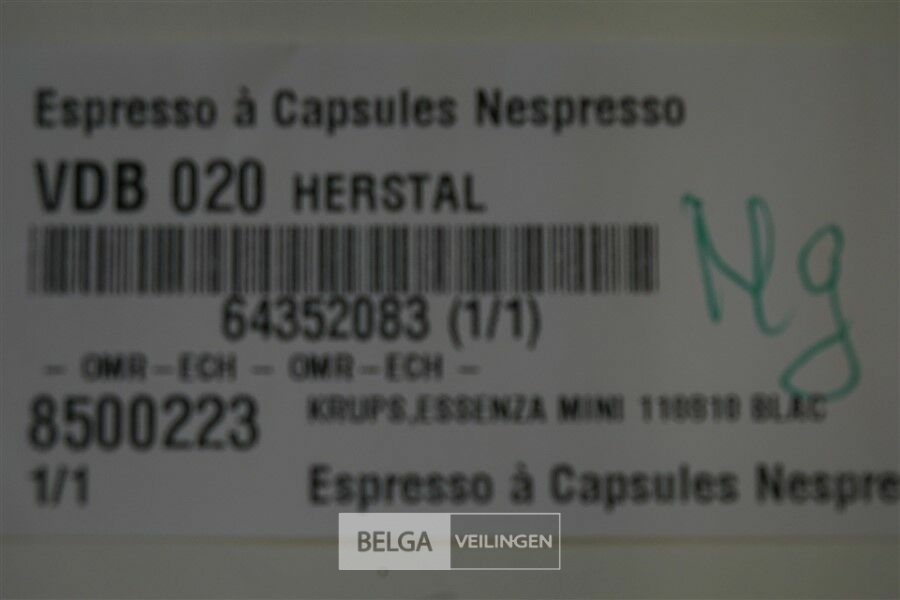 Espresso à Capsules Nespresso
VDB 020 HERSTAL
64352083 (1/1)
- OMR-ECH - OMR-ECH -
8500223 KRUPS,ESSENZA MINI 110810 BLAC
1/1 Espresso à Capsules Nespre
BELGA VEILINGEN